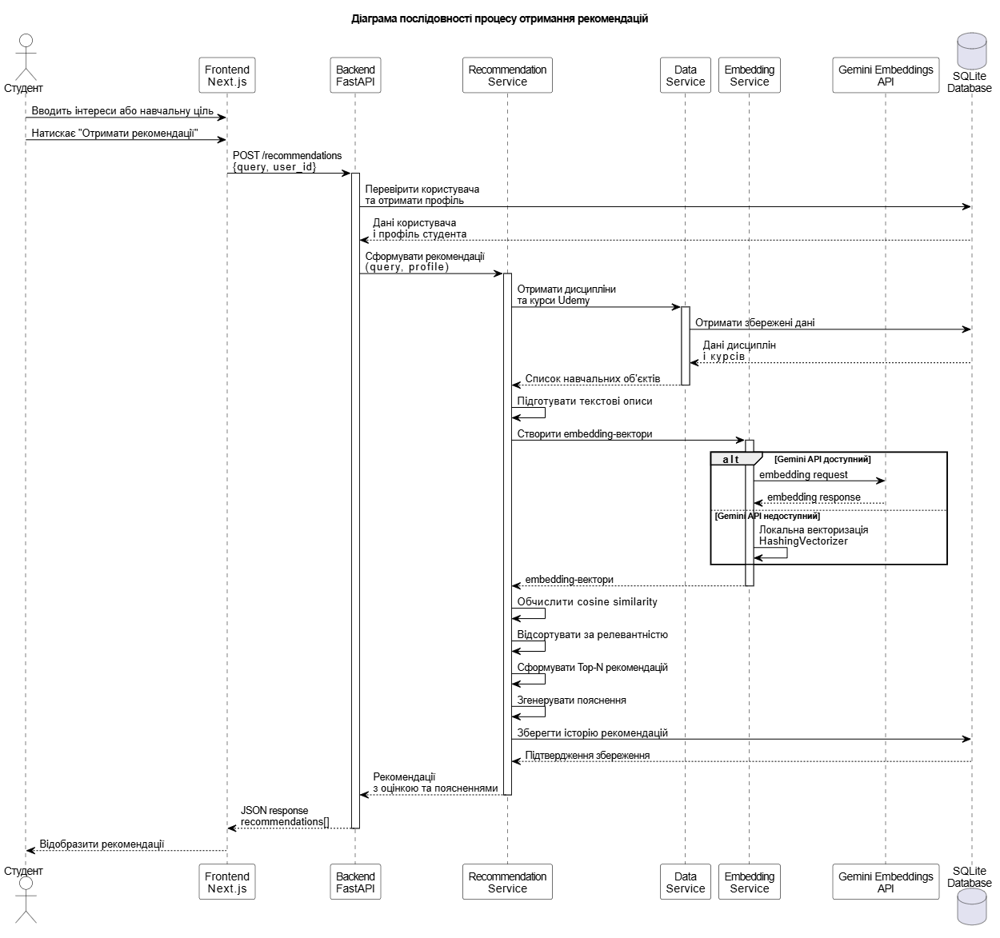 Діаграма послідовності процесу отримання рекомендацій
Студент
Frontend
Next.js
Backend
FastAPI
Recommendation
Service
Data
Service
Embedding
Service
Gemini Embeddings
API
SQLite
Database
Вводить інтереси або навчальну ціль
Натискає "Отримати рекомендації"
POST /recommendations
{query, user_id}
Перевірити користувача
та отримати профіль
Дані користувача
і профіль студента
Сформувати рекомендації
(query, profile)
Отримати дисципліни
та курси Udemy
Отримати збережені дані
Дані дисциплін
і курсів
Список навчальних об'єктів
Підготувати текстові описи
Створити embedding-вектори
alt
[Gemini API доступний]
embedding request
embedding response
[Gemini API недоступний]
Локальна векторизація
HashingVectorizer
embedding-вектори
Обчислити cosine similarity
Відсортувати за релевантністю
Сформувати Top-N рекомендацій
Згенерувати пояснення
Зберегти історію рекомендацій
Підтвердження збереження
Рекомендації
з оцінкою та поясненнями
JSON response
recommendations[]
Відобразити рекомендації
Студент
Frontend
Next.js
Backend
FastAPI
Recommendation
Service
Data
Service
Embedding
Service
Gemini Embeddings
API
SQLite
Database